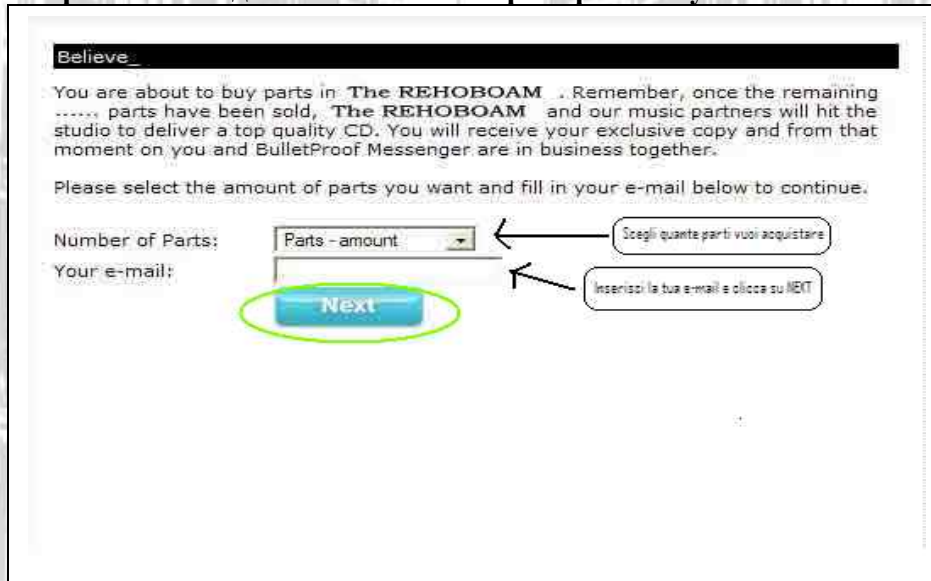 Believe_
You are about to buy parts in The REHOBOAM . Remember, once the remaining
...... parts have been sold, The REHOBOAM and our music partners will hit the
studio to deliver a top quality CD. You will receive your exclusive copy and from that
moment on you and BulletProof Messenger are in business together.
Please select the amount of parts you want and fill in your e-mail below to continue.
Number of Parts: Parts - amount
Scegli quante parti vuoi acquistare
Your e-mail:
Inserisci la tua e-mail e clicca su NEXT
Next